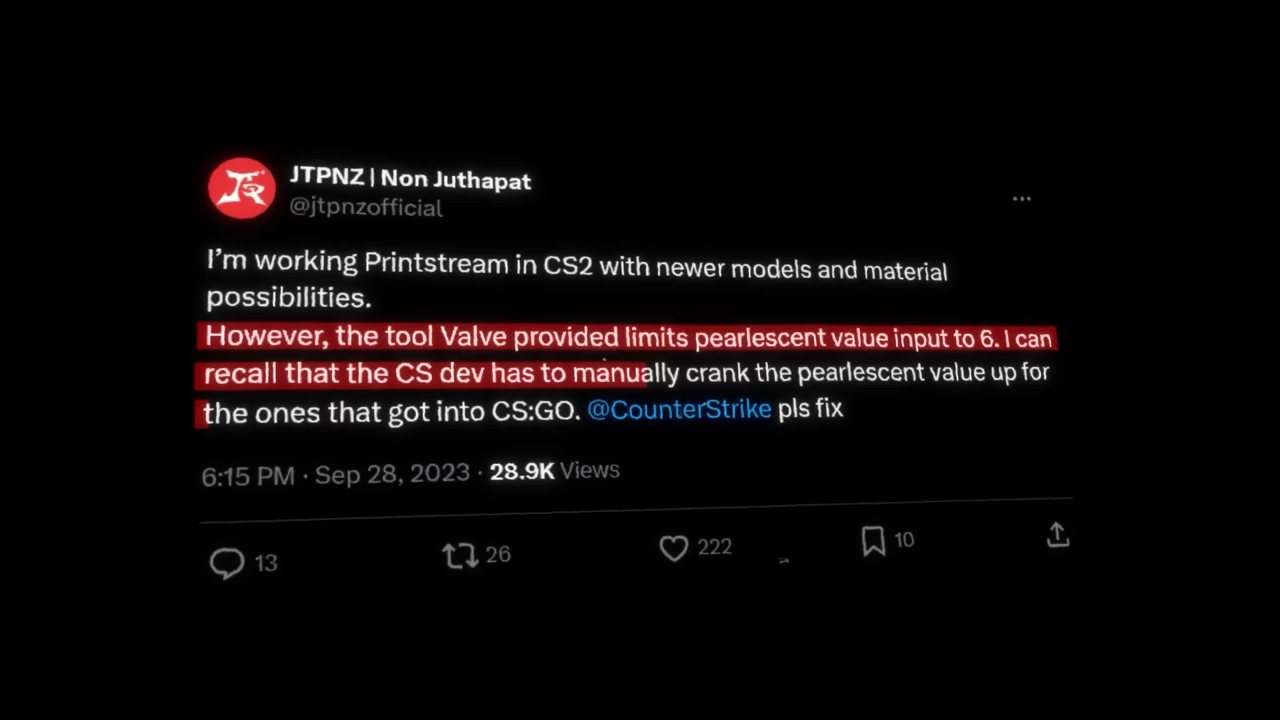 JTPNZ | Non Juthapat
@jtpnzofficial
I’m working Printstream in CS2 with newer models and material
possibilities.
However, the tool Valve provided limits pearlescent value input to 6. I can
recall that the CS dev has to manually crank the pearlescent value up for
the ones that got into CS:GO. @CounterStrike pls fix
6:15 PM · Sep 28, 2023 · 28.9K Views
13 26 222 10